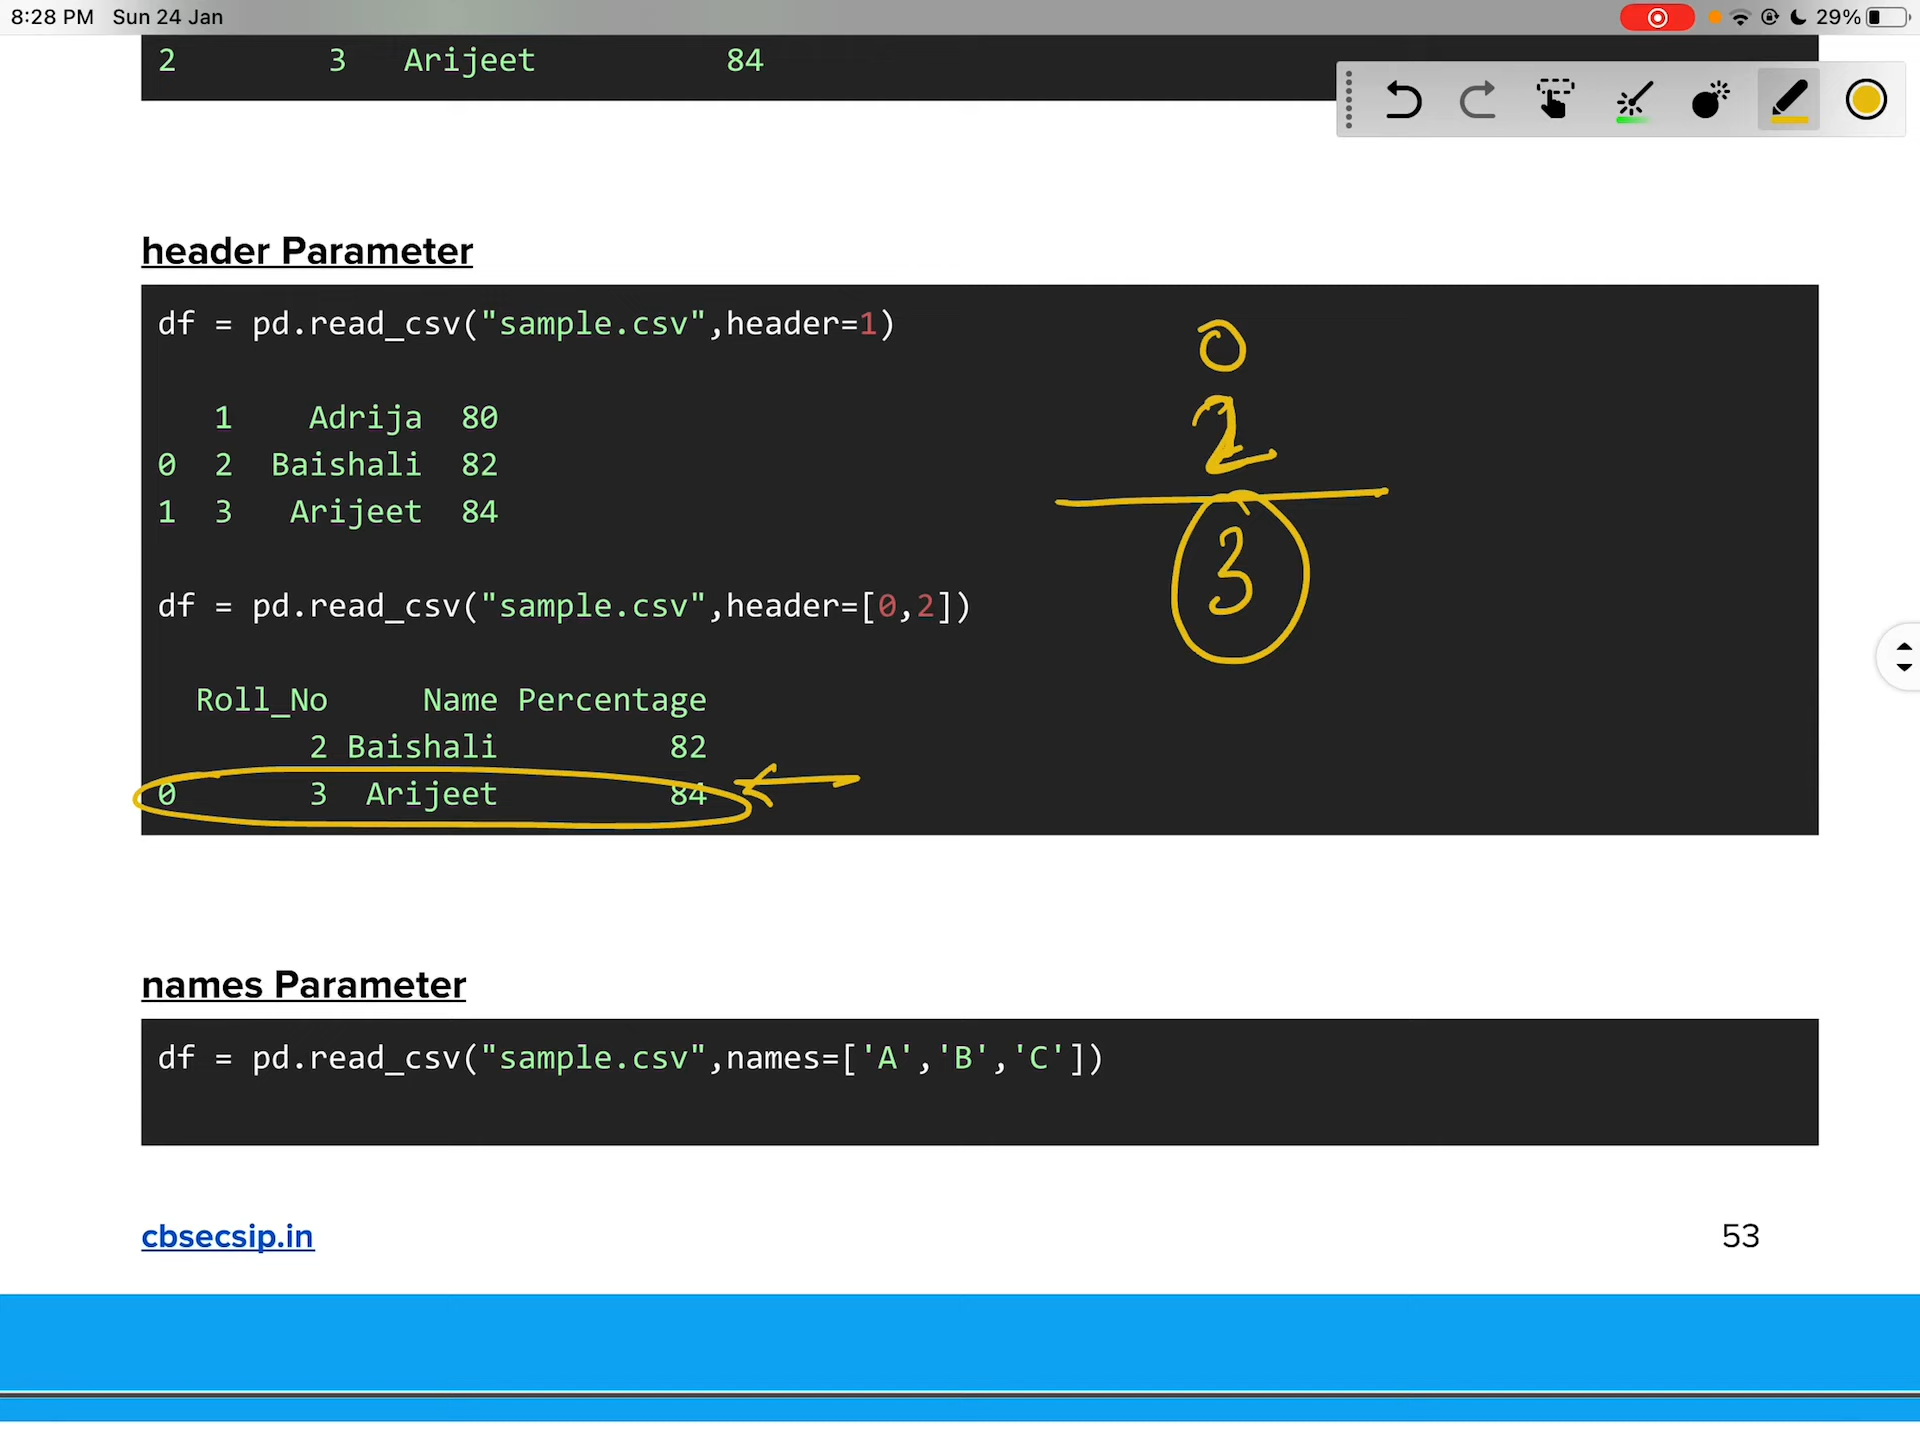 8:28 PM Sun 24 Jan 29%
2 3 Arijeet 84
header Parameter
df = pd.read_csv("sample.csv",header=1)
1 Adrija 80
0 2 Baishali 82
1 3 Arijeet 84
0
2
3
df = pd.read_csv("sample.csv",header=[0,2])
Roll_No Name Percentage
2 Baishali 82
0 3 Arijeet 84
names Parameter
df = pd.read_csv("sample.csv",names=['A','B','C'])
cbsecsip.in 53